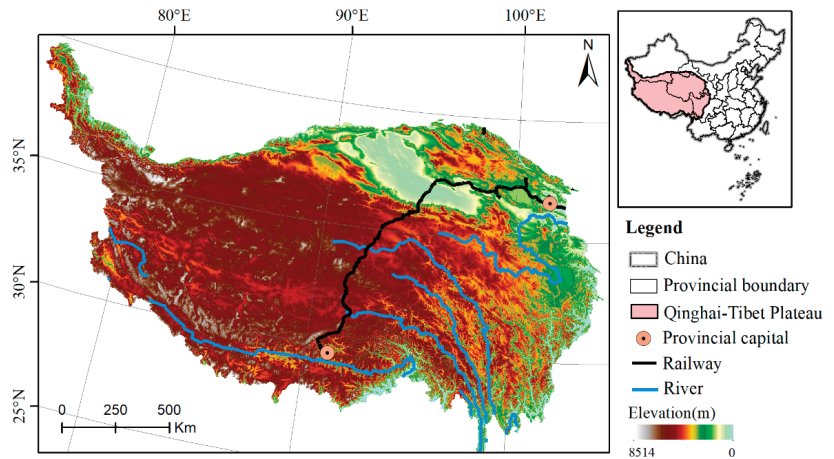 80°E
90°E
100°E
N
35°N
30°N
25°N
0 250 500
Km
Legend
China
Provincial boundary
Qinghai-Tibet Plateau
Provincial capital
Railway
River
Elevation(m)
8514 0